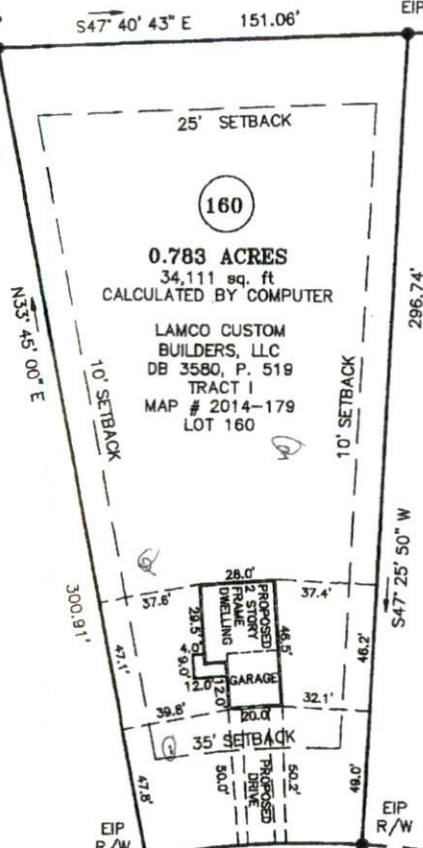 EIP
S47° 40' 43" E 151.06'
25' SETBACK
160
0.783 ACRES
34,111 sq. ft
CALCULATED BY COMPUTER
LAMCO CUSTOM
BUILDERS, LLC
DB 3580, P. 519
TRACT I
MAP # 2014-179
LOT 160
N33° 45' 00" E
300.91'
10' SETBACK
10' SETBACK
296.74'
S47° 25' 50" W
28.0'
37.6'
37.4'
29.5'
PROPOSED
2 STORY
FRAME
DWELLING
46.5'
47.1'
46.2'
9.0'
12.0'
12.0'
GARAGE
39.8'
20.0'
32.1'
35' SETBACK
47.8'
50.0'
PROPOSED
DRIVE
50.2'
49.0'
EIP
R/W
EIP
R/W